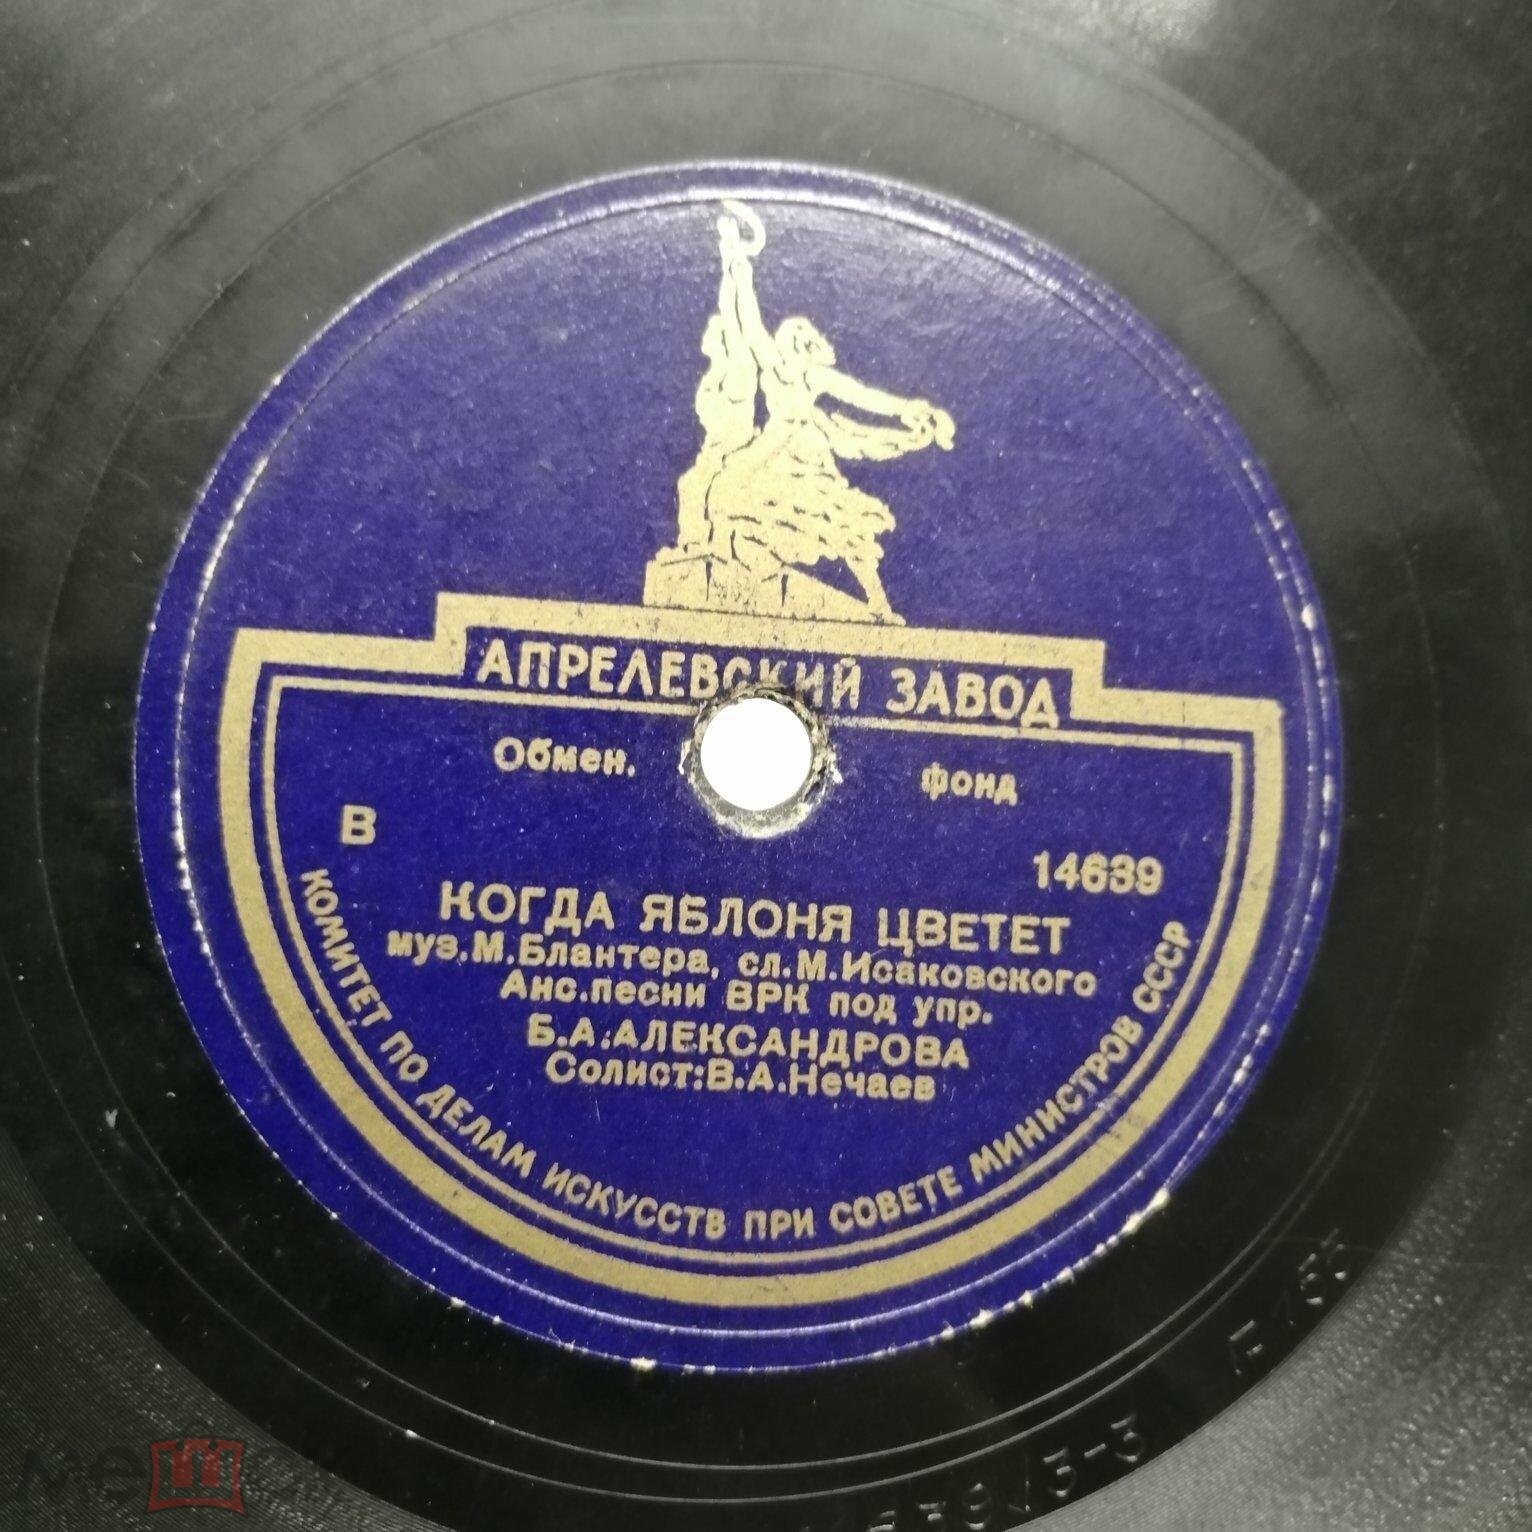 АПРЕЛЕВСКИЙ ЗАВОД
Обмен. фонд
В 14639
КОГДА ЯБЛОНЯ ЦВЕТЕТ
муз.М.Блантера, сл.М.Исаковского
Анс.песни ВРК под упр.
Б.А.АЛЕКСАНДРОВА
Солист:В.А.Нечаев
КОМИТЕТ ПО ДЕЛАМ ИСКУССТВ ПРИ СОВЕТЕ МИНИСТРОВ СССР